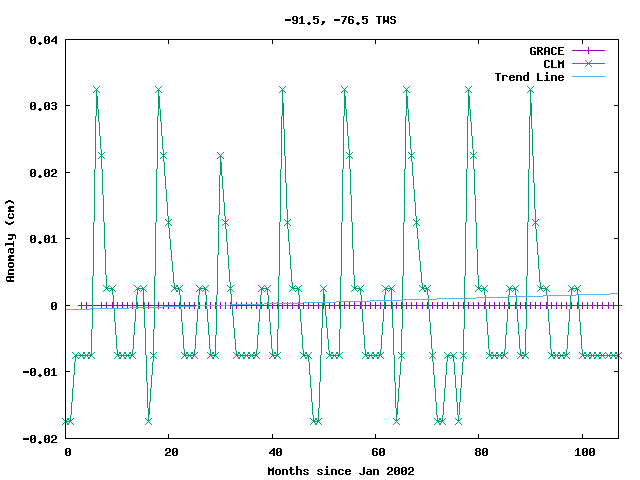 -91.5, -76.5 TWS
GRACE
CLM
Trend Line
0.04
0.03
0.02
0.01
0
-0.01
-0.02
Anomaly (cm)
0 20 40 60 80 100
Months since Jan 2002